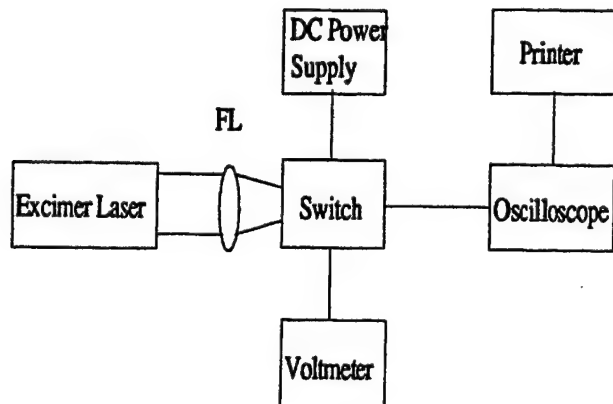 DC Power
Supply
Printer
FL
Excimer Laser
Switch
Oscilloscope
Voltmeter